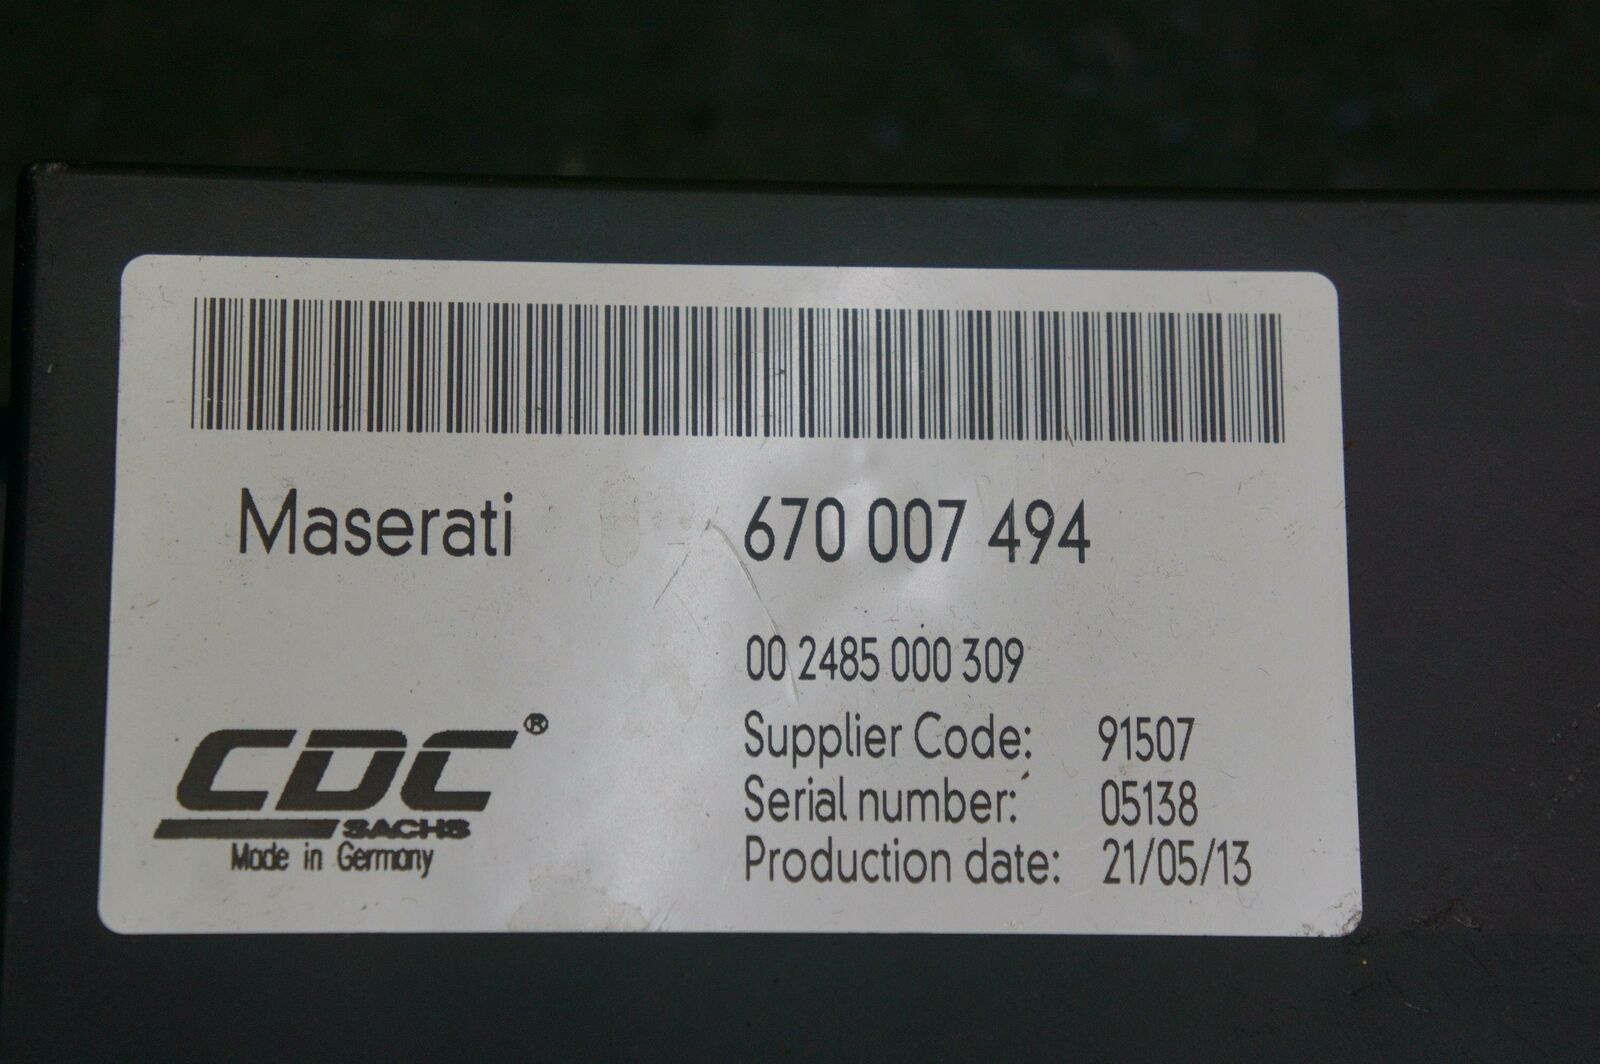 Maserati 670 007 494
00 2485 000 309
CDC®
SACHS
Made in Germany
Supplier Code: 91507
Serial number: 05138
Production date: 21/05/13